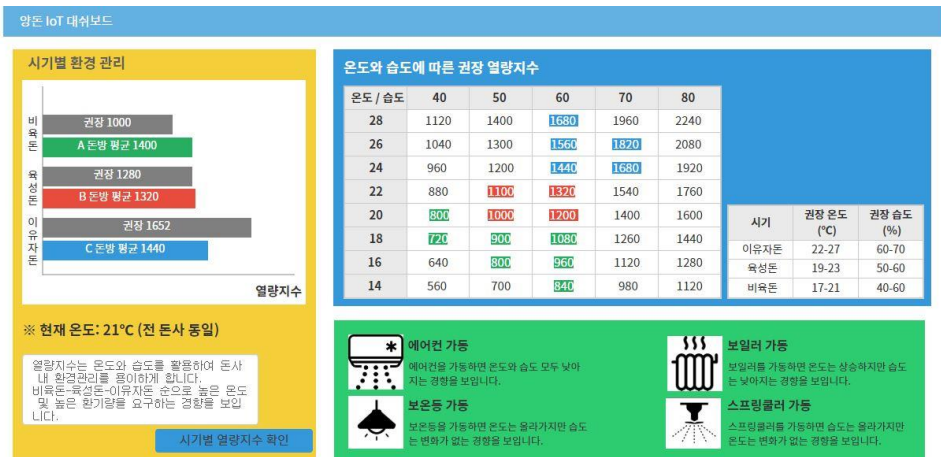 양돈 IoT 대쉬보드
시기별 환경 관리
비육돈
권장 1000
A 돈방 평균 1400
육성돈
권장 1280
B 돈방 평균 1320
이유자돈
권장 1652
C 돈방 평균 1440
열량지수
※ 현재 온도: 21℃ (전 돈사 동일)
열량지수는 온도와 습도를 활용하여 돈사
내 환경관리를 용이하게 합니다.
비육돈-육성돈-이유자돈 순으로 높은 온도
및 높은 환기량을 요구하는 경향을 보입
니다.
시기별 열량지수 확인
온도와 습도에 따른 권장 열량지수
온도 / 습도 40 50 60 70 80
28 1120 1400 1680 1960 2240
26 1040 1300 1560 1820 2080
24 960 1200 1440 1680 1920
22 880 1100 1320 1540 1760
20 800 1000 1200 1400 1600
18 720 900 1080 1260 1440
16 640 800 960 1120 1280
14 560 700 840 980 1120
시기 권장 온도 (℃) 권장 습도 (%)
이유자돈 22-27 60-70
육성돈 19-23 50-60
비육돈 17-21 40-60
에어컨 가동
에어컨을 가동하면 온도와 습도 모두 낮아
지는 경향을 보입니다.
보온등 가동
보온등을 가동하면 온도는 올라가지만 습도
는 변화가 없는 경향을 보입니다.
보일러 가동
보일러를 가동하면 온도는 상승하지만 습도
는 낮아지는 경향을 보입니다.
스프링쿨러 가동
스프링쿨러를 가동하면 습도는 올라가지만
온도는 변화가 없는 경향을 보입니다.